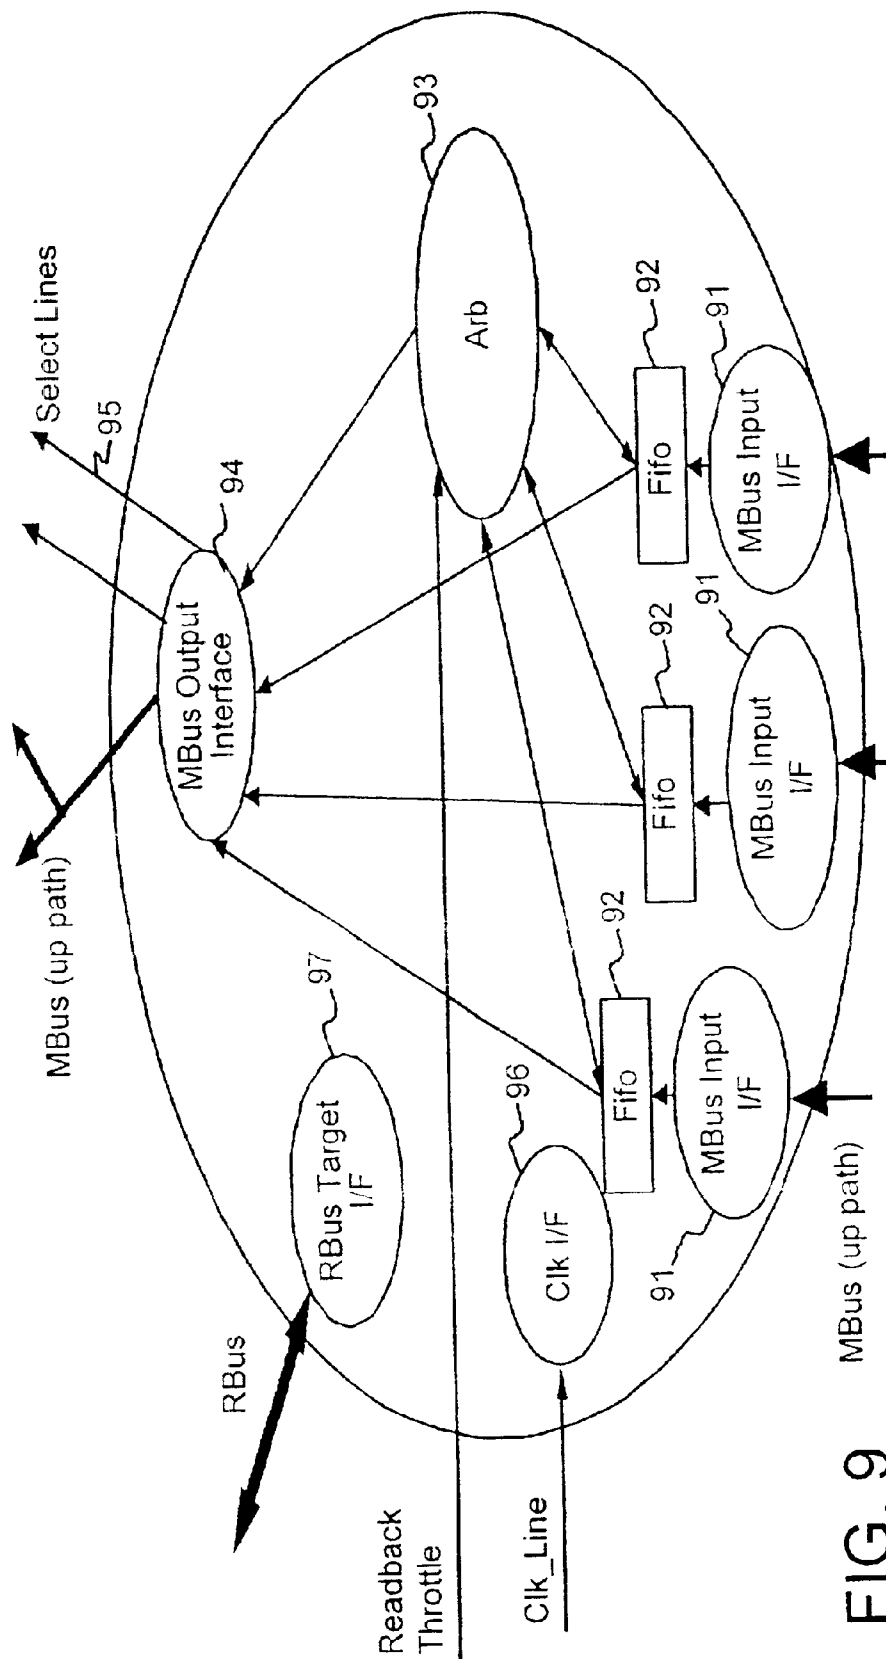 MBus (up path)
Select Lines
95
MBus Output
Interface
94
93
Arb
RBus
RBus Target
I/F
97
Readback
Throttle
Clk_Line
Clk I/F
96
Fifo
92
Fifo
92
Fifo
92
MBus Input
I/F
91
MBus Input
I/F
91
MBus Input
I/F
91
MBus (up path)
FIG. 9